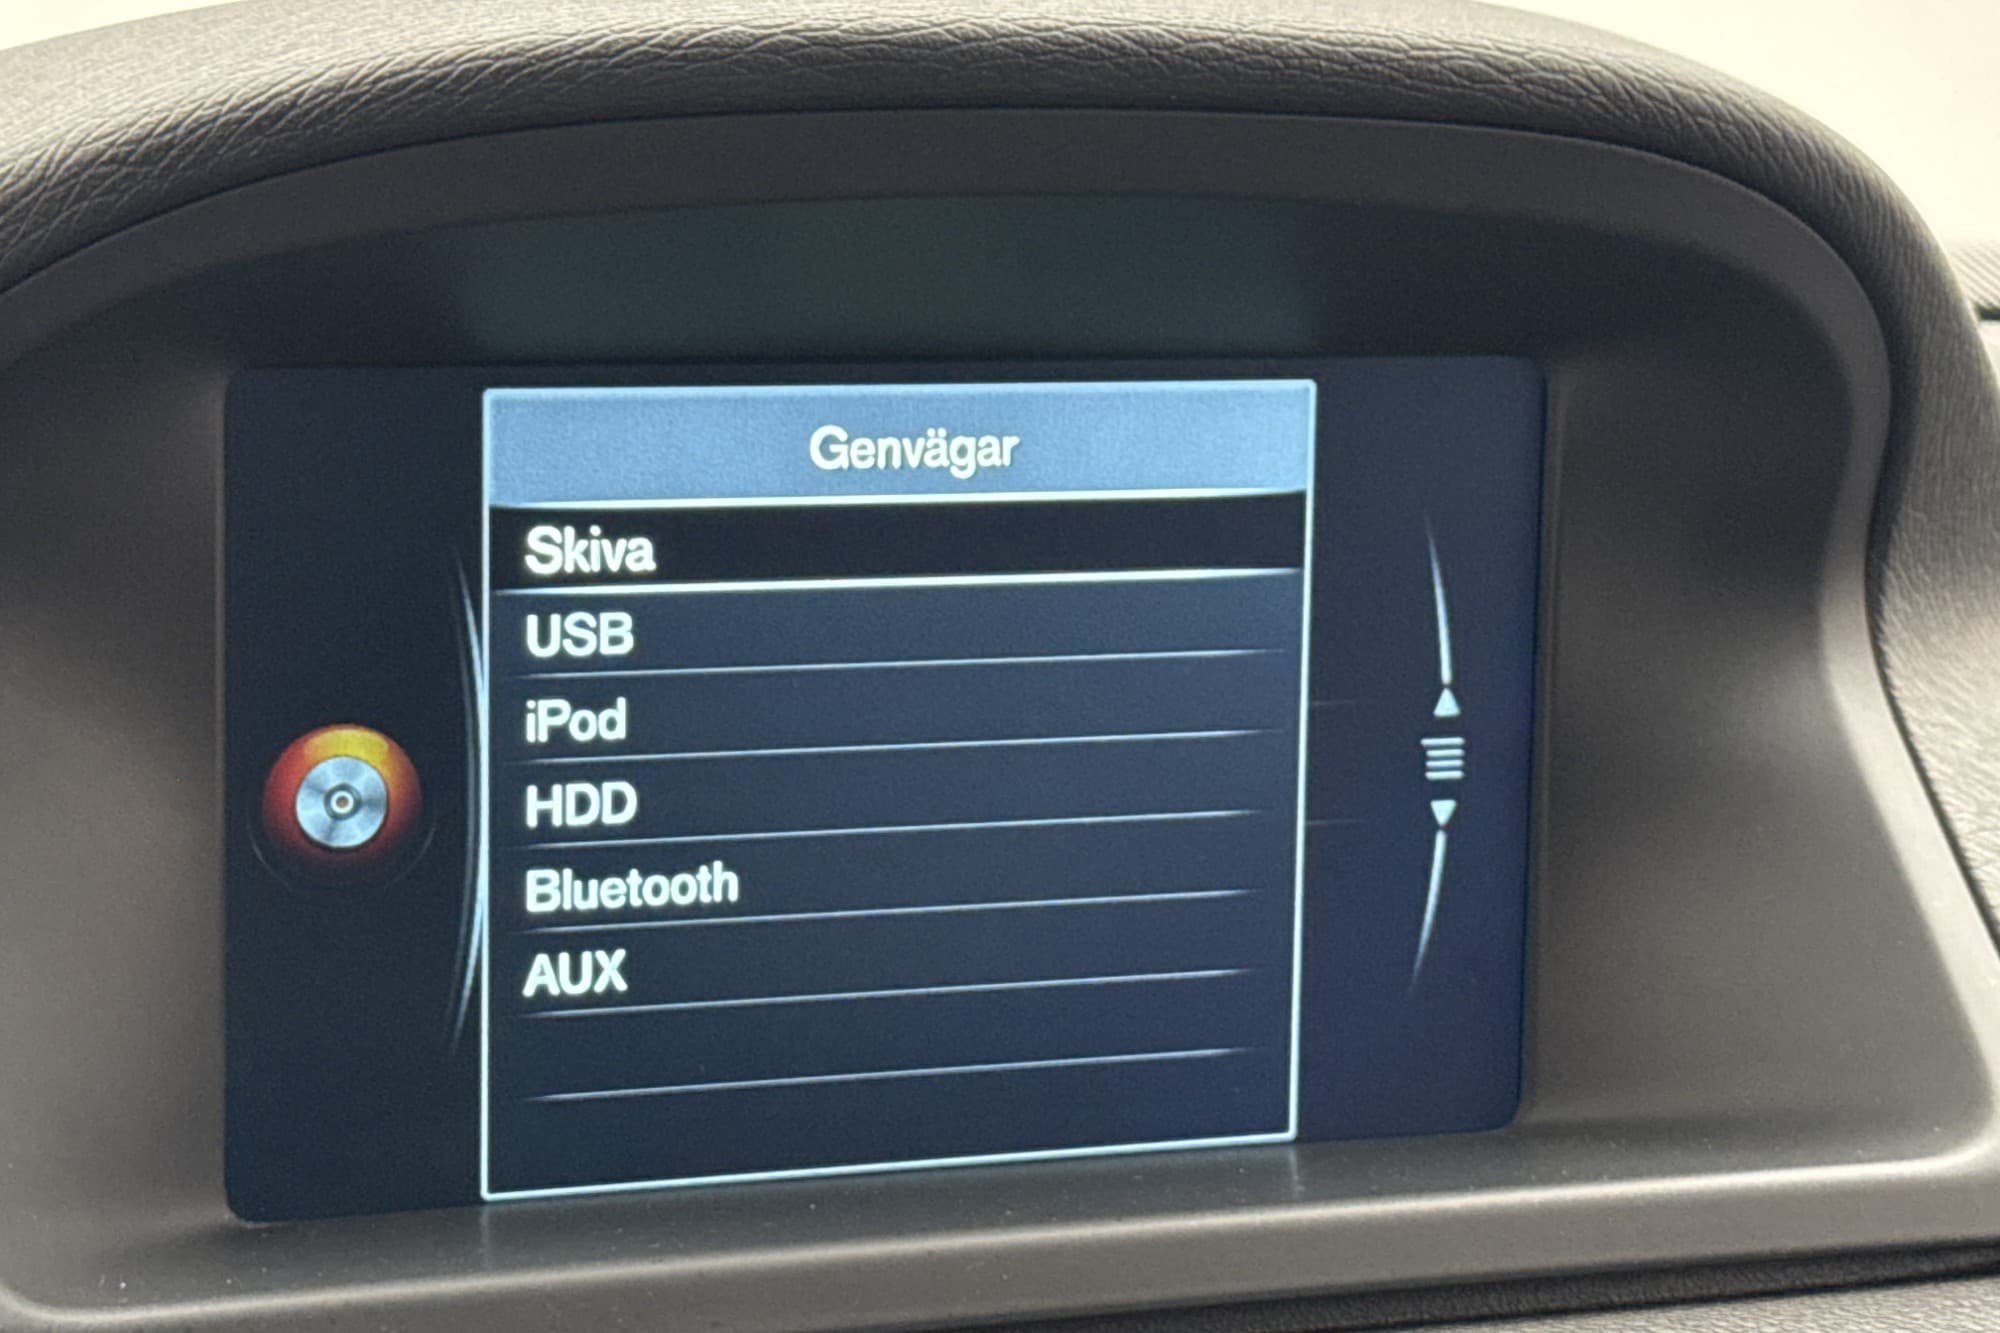 Genvägar
Skiva
USB
iPod
HDD
Bluetooth
AUX